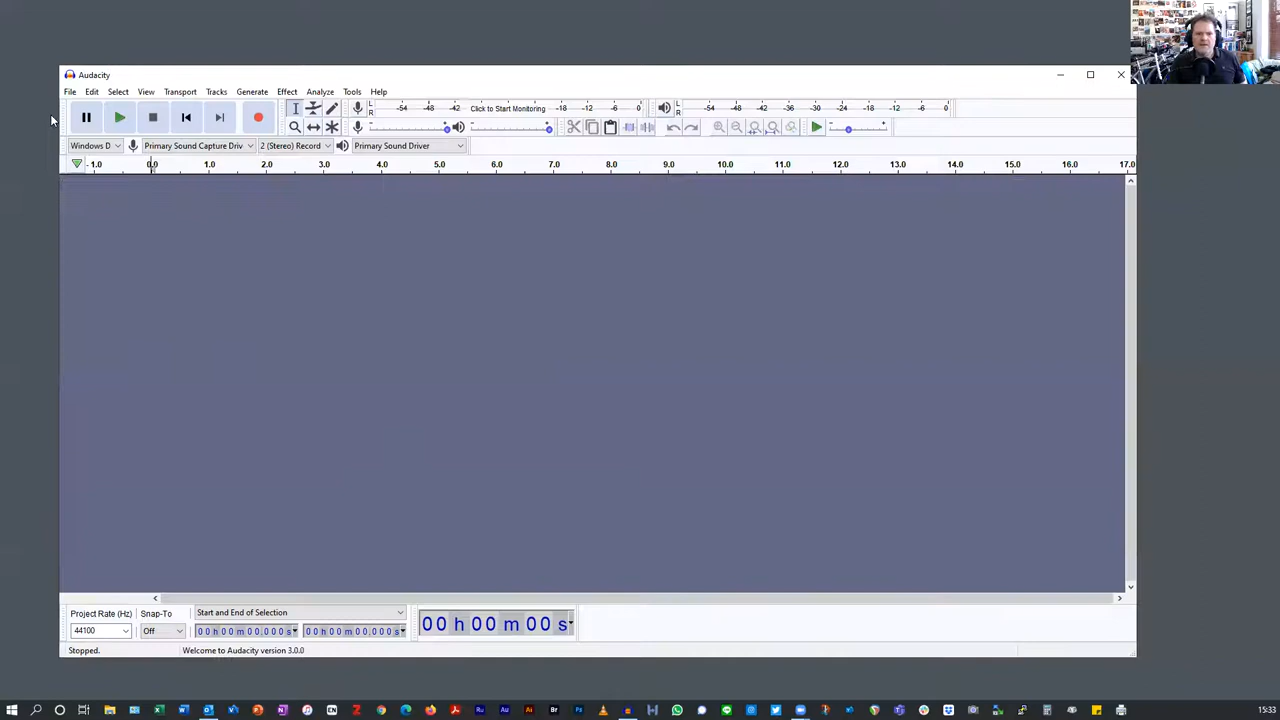 Audacity
File Edit Select View Transport Tracks Generate Effect Analyze Tools Help
L R -54 -48 -42 Click to Start Monitoring -18 -12 -6 0 L R -54 -48 -42 -36 -30 -24 -18 -12 -6 0
Windows D Primary Sound Capture Driv 2 (Stereo) Record Primary Sound Driver
- 1.0 0.0 1.0 2.0 3.0 4.0 5.0 6.0 7.0 8.0 9.0 10.0 11.0 12.0 13.0 14.0 15.0 16.0 17.0
Project Rate (Hz) Snap-To Start and End of Selection
44100 Off 00 h 00 m 00.000 s 00 h 00 m 00.000 s 00 h 00 m 00 s
Stopped. Welcome to Audacity version 3.0.0
15:33